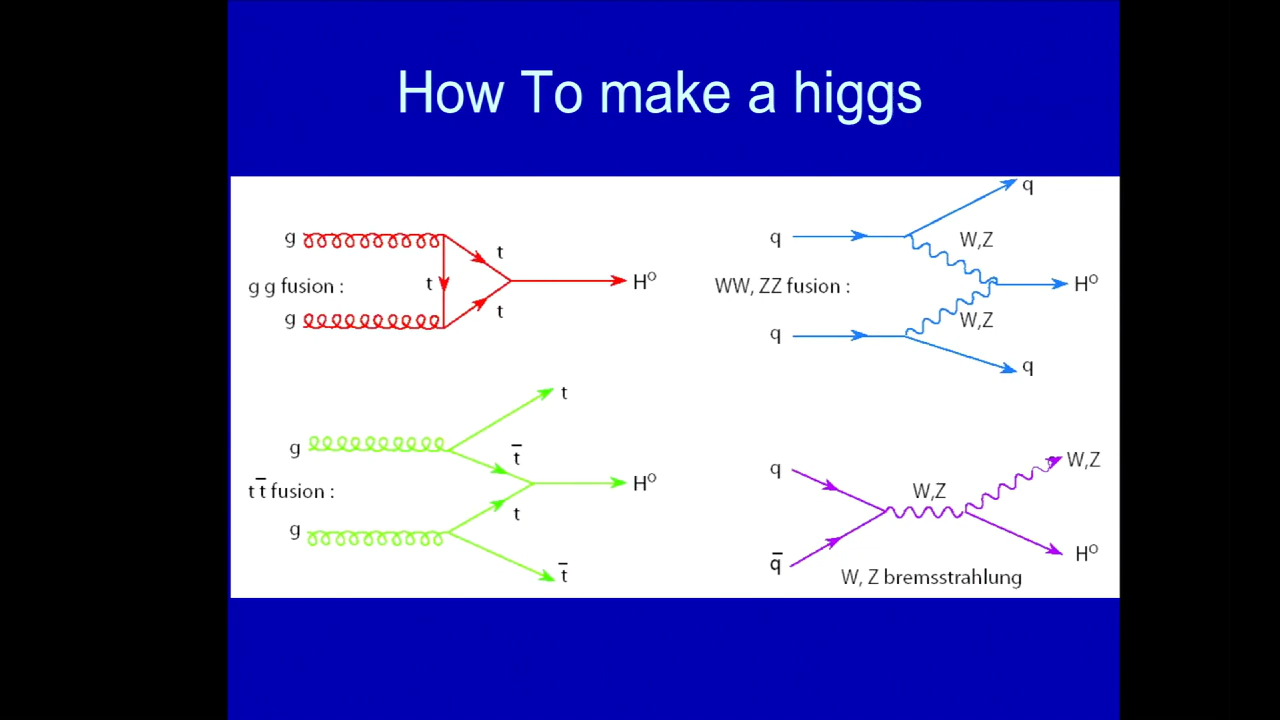 How To make a higgs
g
t
g g fusion :
t
H⁰
g
t
q
q
W,Z
WW, ZZ fusion :
H⁰
W,Z
q
q
t
g
t̅
H⁰
t t̅ fusion :
t
g
t̅
q
W,Z
W,Z
q̅
H⁰
W, Z bremsstrahlung